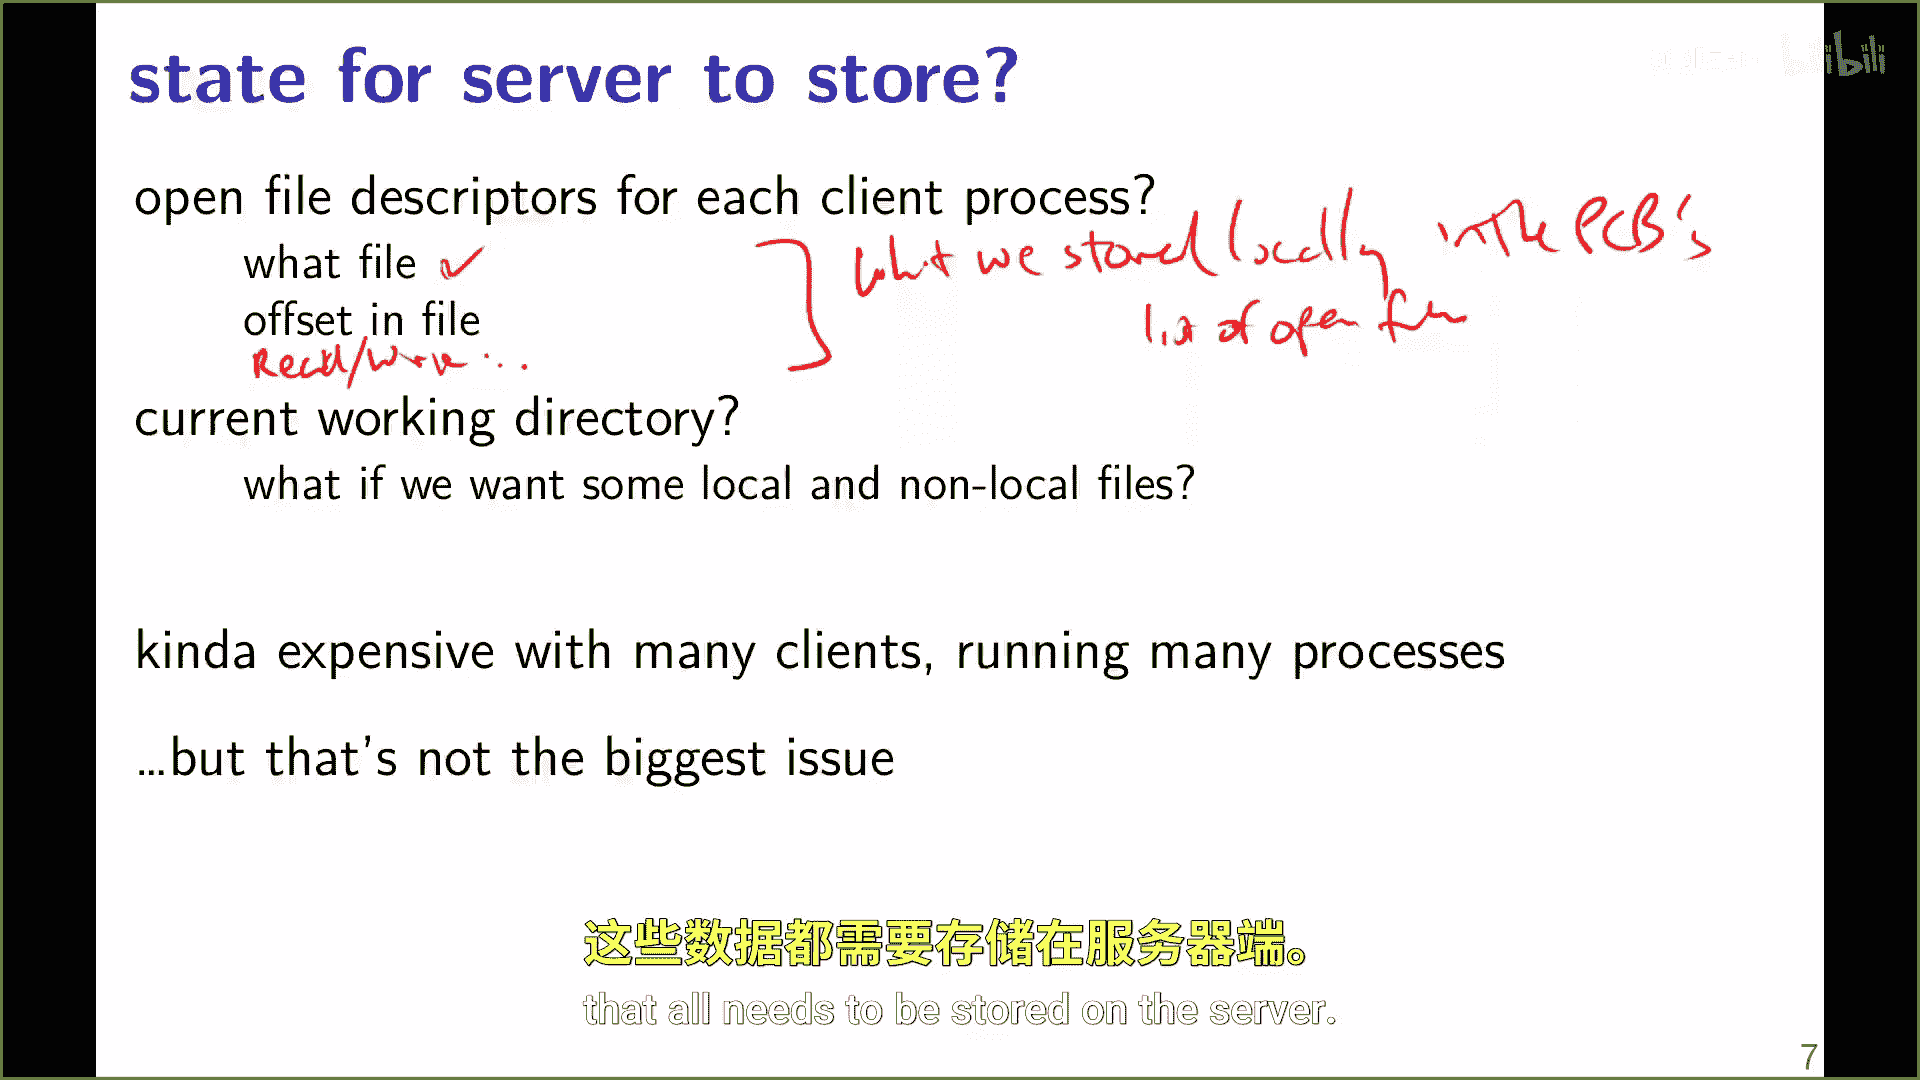 state for server to store?
open file descriptors for each client process?
what file ✓
offset in file
Read/Write...
what we stored locally in the PCB's
list of open files
current working directory?
what if we want some local and non-local files?
kinda expensive with many clients, running many processes
…but that's not the biggest issue
这些数据都需要存储在服务器端。
that all needs to be stored on the server.
7
bilibili